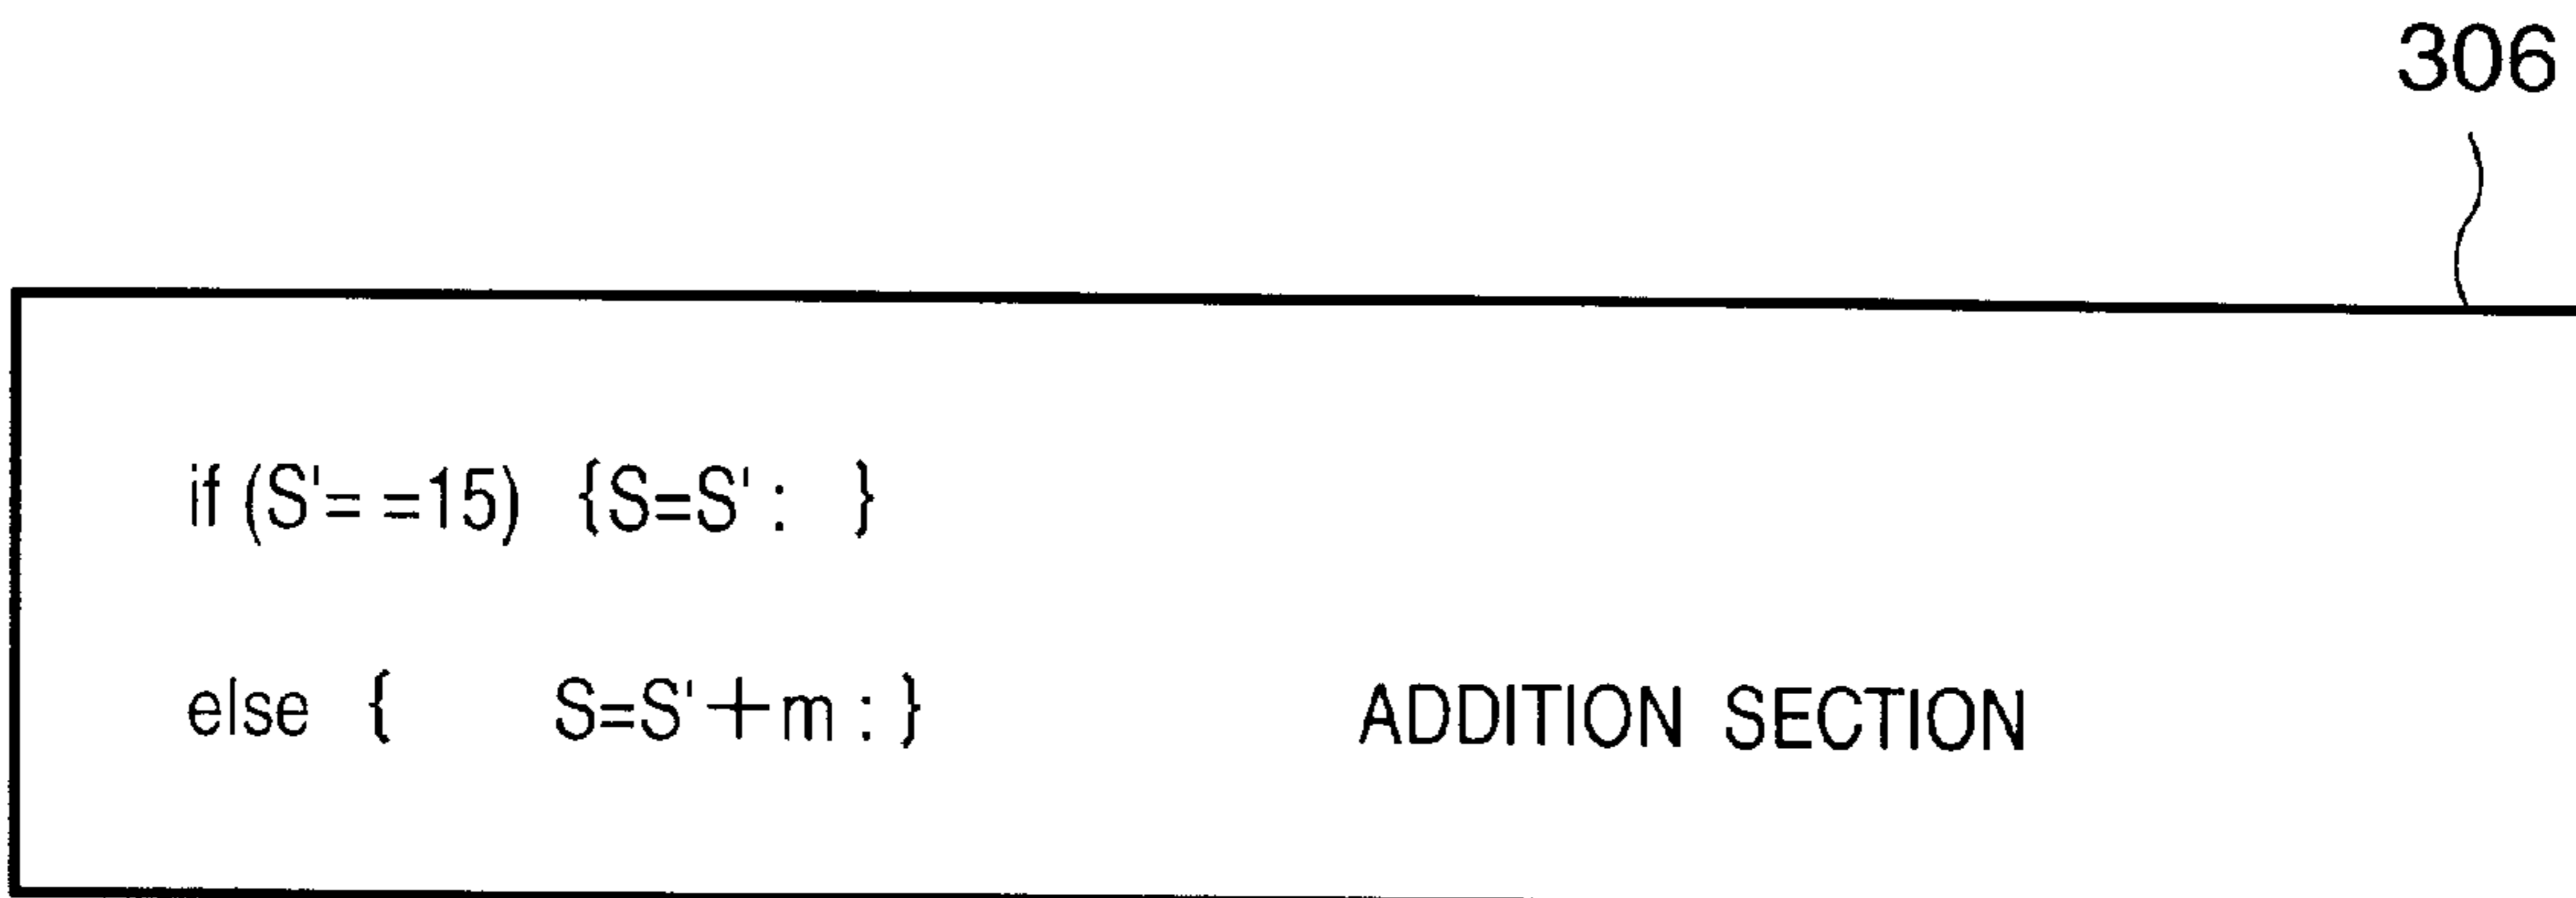 306
if (S'= =15) {S=S' : }
else { S=S'+m : } ADDITION SECTION